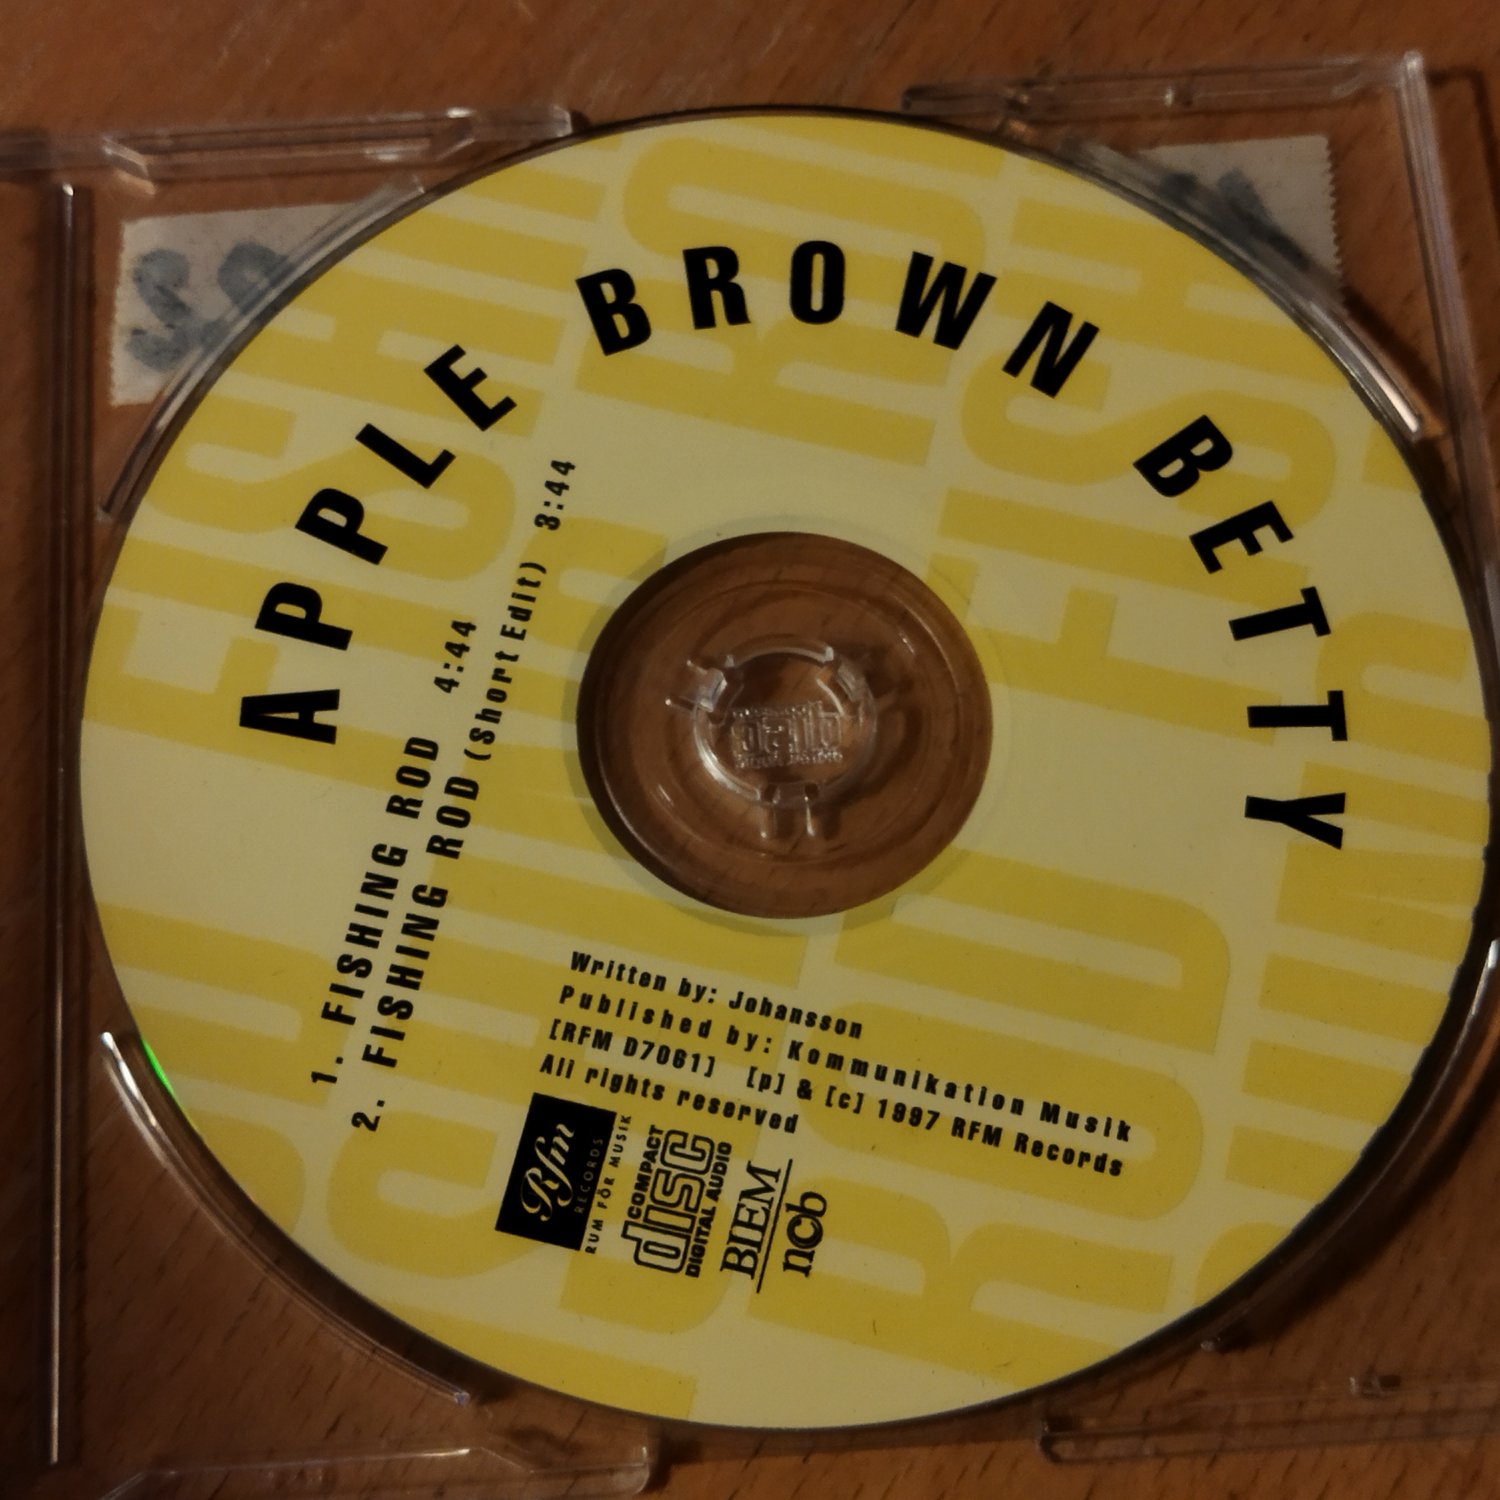 APPLE BROWN BETTY
1. FISHING ROD 4:44
2. FISHING ROD (Short Edit) 3:44
Written by: Johansson
Published by: Kommunikation Musik
[RFM D7061] [p] & [c] 1997 RFM Records
All rights reserved
Rfm
RECORDS
RUM FÖR MUSIK
COMPACT
disc
DIGITAL AUDIO
BIEM
ncb
FISHING ROD